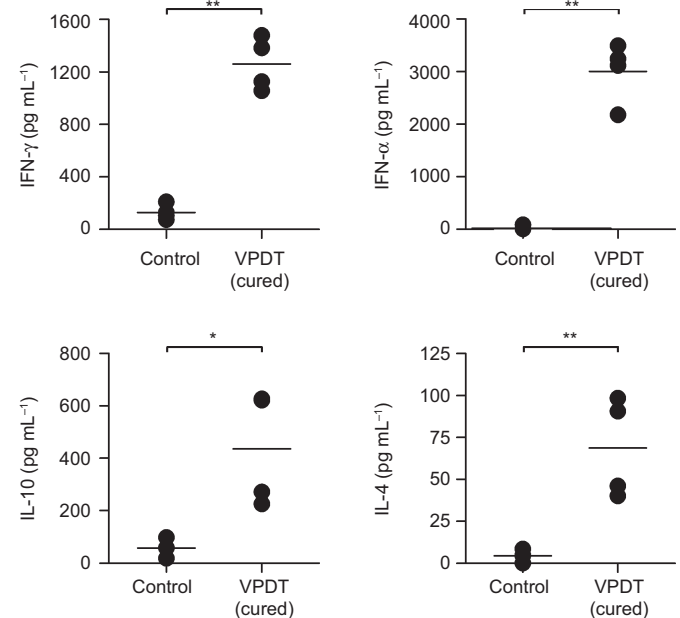 **
1600
1200
800
400
0
IFN-γ (pg mL⁻¹)
Control
VPDT
(cured)
**
4000
3000
2000
1000
0
IFN-α (pg mL⁻¹)
Control
VPDT
(cured)
*
800
600
400
200
0
IL-10 (pg mL⁻¹)
Control
VPDT
(cured)
**
125
100
75
50
25
0
IL-4 (pg mL⁻¹)
Control
VPDT
(cured)